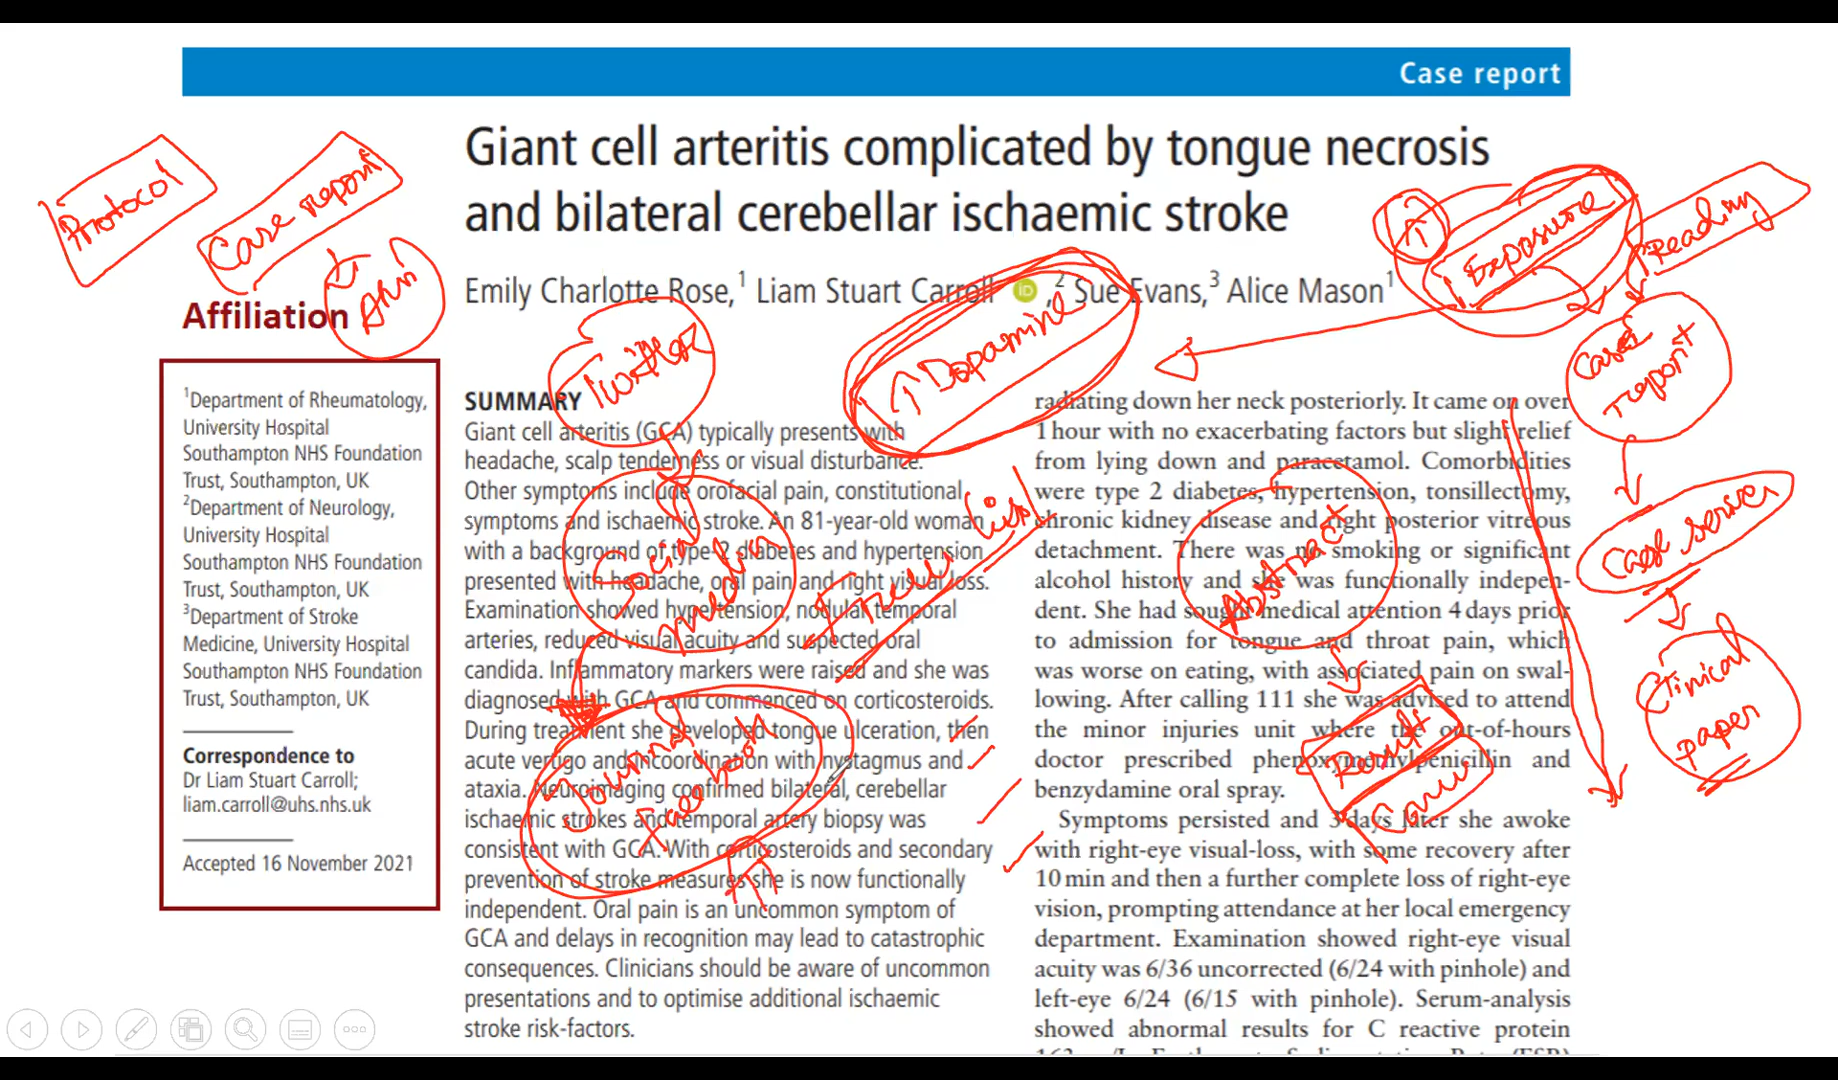 Case report
Giant cell arteritis complicated by tongue necrosis
and bilateral cerebellar ischaemic stroke
Emily Charlotte Rose,1 Liam Stuart Carroll iD ,2 Sue Evans,3 Alice Mason1
Protocol
Case report
Affiliation
1Department of Rheumatology,
University Hospital
Southampton NHS Foundation
Trust, Southampton, UK
2Department of Neurology,
University Hospital
Southampton NHS Foundation
Trust, Southampton, UK
3Department of Stroke
Medicine, University Hospital
Southampton NHS Foundation
Trust, Southampton, UK
Correspondence to
Dr Liam Stuart Carroll;
liam.carroll@uhs.nhs.uk
Accepted 16 November 2021
SUMMARY
Giant cell arteritis (GCA) typically presents with
headache, scalp tenderness or visual disturbance.
Other symptoms include orofacial pain, constitutional
symptoms and ischaemic stroke. An 81-year-old woman
with a background of type-2 diabetes and hypertension
presented with headache, oral pain and right visual loss.
Examination showed hypertension, nodular temporal
arteries, reduced visual acuity and suspected oral
candida. Inflammatory markers were raised and she was
diagnosed with GCA and commenced on corticosteroids.
During treatment she developed tongue ulceration, then
acute vertigo and incoordination with nystagmus and
ataxia. Neuroimaging confirmed bilateral, cerebellar
ischaemic strokes and temporal artery biopsy was
consistent with GCA. With corticosteroids and secondary
prevention of stroke measures she is now functionally
independent. Oral pain is an uncommon symptom of
GCA and delays in recognition may lead to catastrophic
consequences. Clinicians should be aware of uncommon
presentations and to optimise additional ischaemic
stroke risk-factors.
radiating down her neck posteriorly. It came on over
1 hour with no exacerbating factors but slight relief
from lying down and paracetamol. Comorbidities
were type 2 diabetes, hypertension, tonsillectomy,
chronic kidney disease and right posterior vitreous
detachment. There was no smoking or significant
alcohol history and she was functionally indepen-
dent. She had sought medical attention 4 days prior
to admission for tongue and throat pain, which
was worse on eating, with associated pain on swal-
lowing. After calling 111 she was advised to attend
the minor injuries unit where the out-of-hours
doctor prescribed phenoxymethylpenicillin and
benzydamine oral spray.
Symptoms persisted and 3 days later she awoke
with right-eye visual-loss, with some recovery after
10 min and then a further complete loss of right-eye
vision, prompting attendance at her local emergency
department. Examination showed right-eye visual
acuity was 6/36 uncorrected (6/24 with pinhole) and
left-eye 6/24 (6/15 with pinhole). Serum-analysis
showed abnormal results for C reactive protein
Twitter
Social
media
Journal
Facebook
↑ Dopamine
Abstract
Result
↑ Exposure
Reading
Case
report
Case series
Clinical
paper